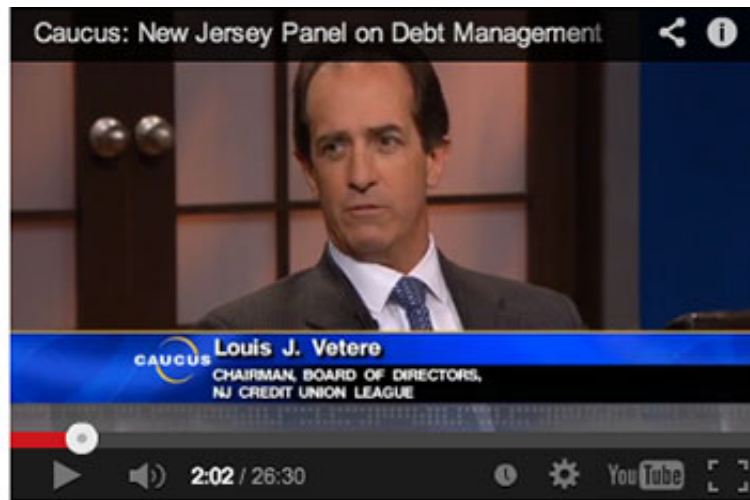 Caucus: New Jersey Panel on Debt Management
CAUCUS
Louis J. Vetere
CHAIRMAN, BOARD OF DIRECTORS,
NJ CREDIT UNION LEAGUE
2:02 / 26:30
YouTube